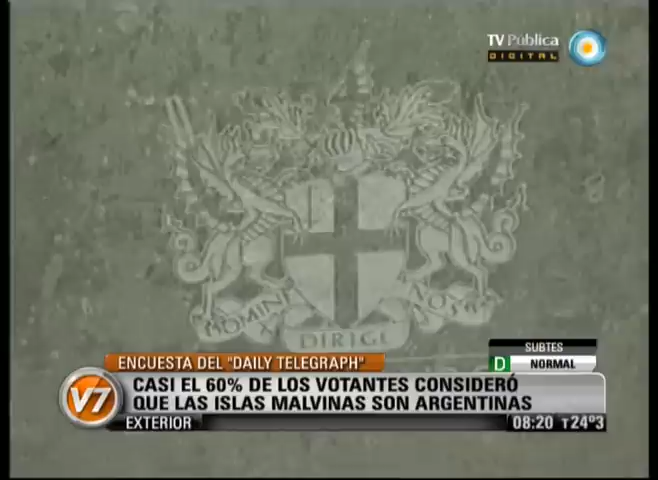 TV Pública
DIGITAL
DOMINE
DIRIGE
NOS
ENCUESTA DEL "DAILY TELEGRAPH"
SUBTES
D NORMAL
V7
CASI EL 60% DE LOS VOTANTES CONSIDERÓ
QUE LAS ISLAS MALVINAS SON ARGENTINAS
EXTERIOR
08:20 T24º3